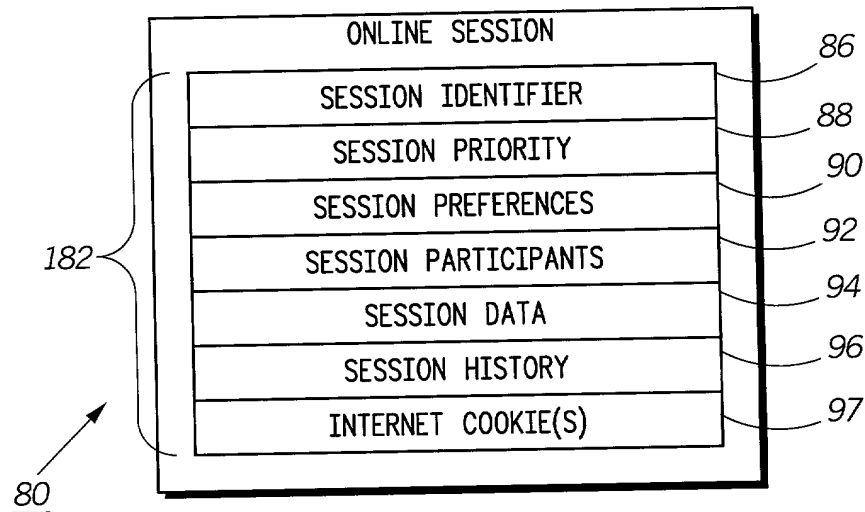 ONLINE SESSION
86
SESSION IDENTIFIER
88
SESSION PRIORITY
90
SESSION PREFERENCES
92
182
SESSION PARTICIPANTS
94
SESSION DATA
96
SESSION HISTORY
97
INTERNET COOKIE(S)
80